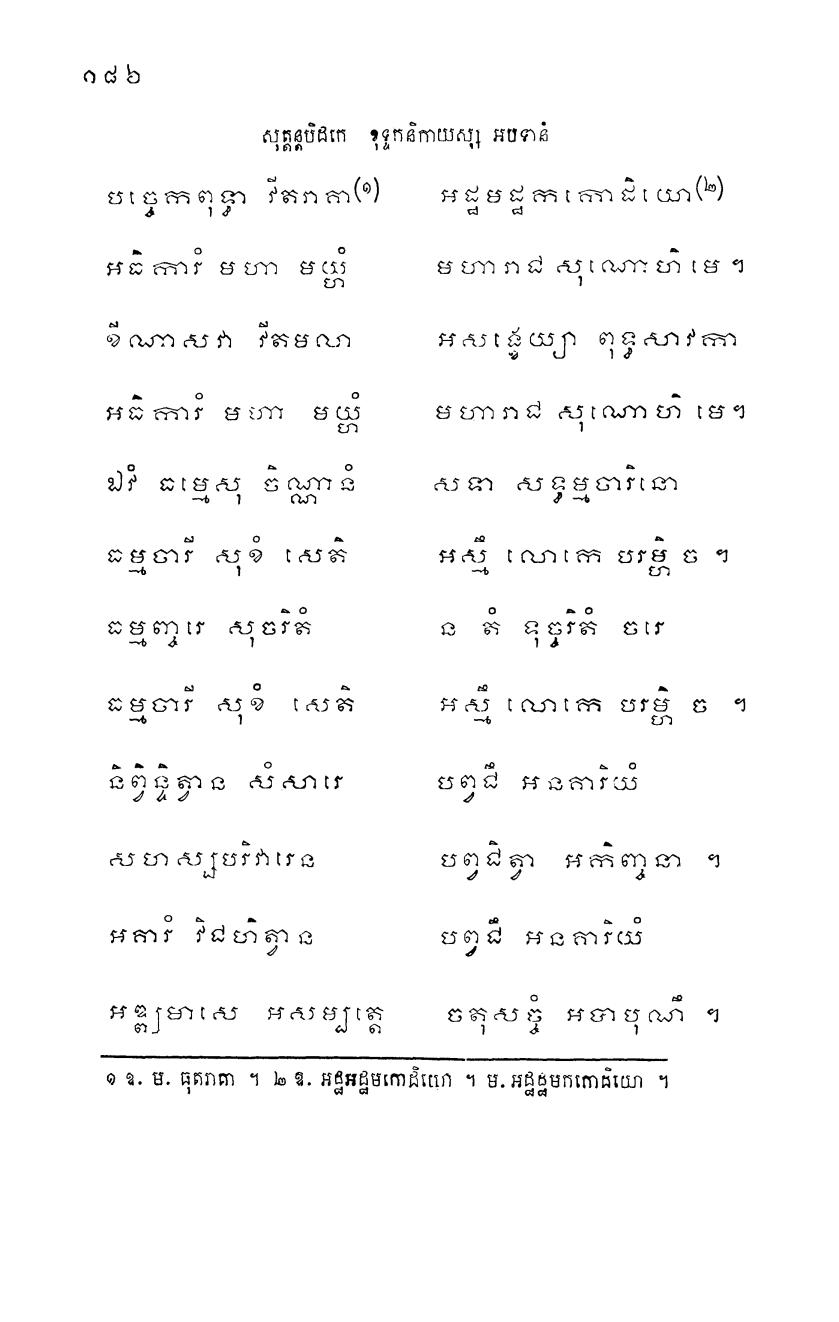 ១៨៦
សុត្តន្តបិដកេ ខុទ្ទកនិកាយស្ស អបទានំ
បច្ចេកពុទ្ធា វីតរាគា(១) អដ្ឋមដ្ឋកកោដិយោ(២)
អធិការំ មហា មយ្ហំ មហារាជ សុណោហិ មេ ។
ខីណាសវា វីតមលា អសង្ខេយ្យា ពុទ្ធសាវកា
អធិការំ មហា មយ្ហំ មហារាជ សុណោហិ មេ។
ឯវំ ធម្មេសុ ចិណ្ណានំ សទា សទ្ធម្មចារិនោ
ធម្មចារី សុខំ សេតិ អស្មឹ លោកេ បរម្ហិ ច ។
ធម្មញ្ចរេ សុចរិតំ ន តំ ទុច្ចរិតំ ចរេ
ធម្មចារី សុខំ សេតិ អស្មឹ លោកេ បរម្ហិ ច ។
និព្វិន្ទិត្វាន សំសារេ បព្វជឹ អនគារិយំ
សហស្សបរិវារេន បព្វជិត្វា អកិញ្ចនា ។
អគារំ វិជហិត្វាន បព្វជឹ អនគារិយំ
អឌ្ឍមាសេ អសម្បត្តេ ចតុសច្ចំ អបាបុណឹ ។
១ ឧ. ម. ធុតរាគា ។ ២ ឧ. អដ្ឋអដ្ឋមកោដិយោ ។ ម. អដ្ឋដ្ឋមកកោដិយោ ។